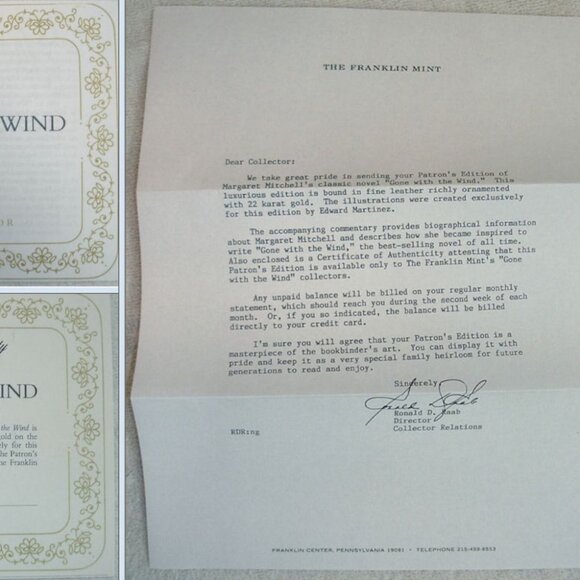 WIND
O R
y
IND
the Wind is
gold on the
ely for this
the Patron's
he Franklin
THE FRANKLIN MINT
Dear Collector:
We take great pride in sending your Patron's Edition of
Margaret Mitchell's classic novel "Gone with the Wind." This
luxurious edition is bound in fine leather richly ornamented
with 22 karat gold. The illustrations were created exclusively
for this edition by Edward Martinez.
The accompanying commentary provides biographical information
about Margaret Mitchell and describes how she became inspired to
write "Gone with the Wind," the best-selling novel of all time.
Also enclosed is a Certificate of Authenticity attesting that this
Patron's Edition is available only to The Franklin Mint's "Gone
with the Wind" collectors.
Any unpaid balance will be billed on your regular monthly
statement, which should reach you during the second week of each
month. Or, if you so indicated, the balance will be billed
directly to your credit card.
I'm sure you will agree that your Patron's Edition is a
masterpiece of the bookbinder's art. You can display it with
pride and keep it as a very special family heirloom for future
generations to read and enjoy.
Sincerely,
Ronald D. Raab
Director
Collector Relations
RDR:ng
FRANKLIN CENTER, PENNSYLVANIA 19091 • TELEPHONE 215-459-6553